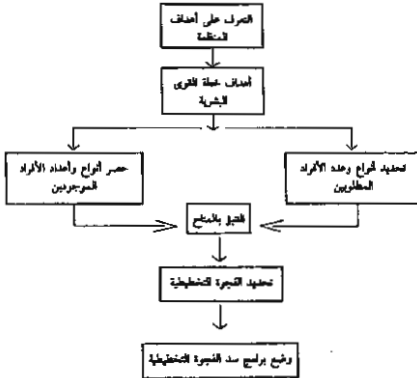 التعرف على أهداف
المنظمة
أهداف خطة القوى
البشرية
تحديد أنواع وعدد الأفراد
المطلوبين
حصر أنواع وأعداد الأفراد
الموجودين
التنبؤ بالمتاح
تحديد الفجوة التخطيطية
وضع برامج سد الفجوة التخطيطية